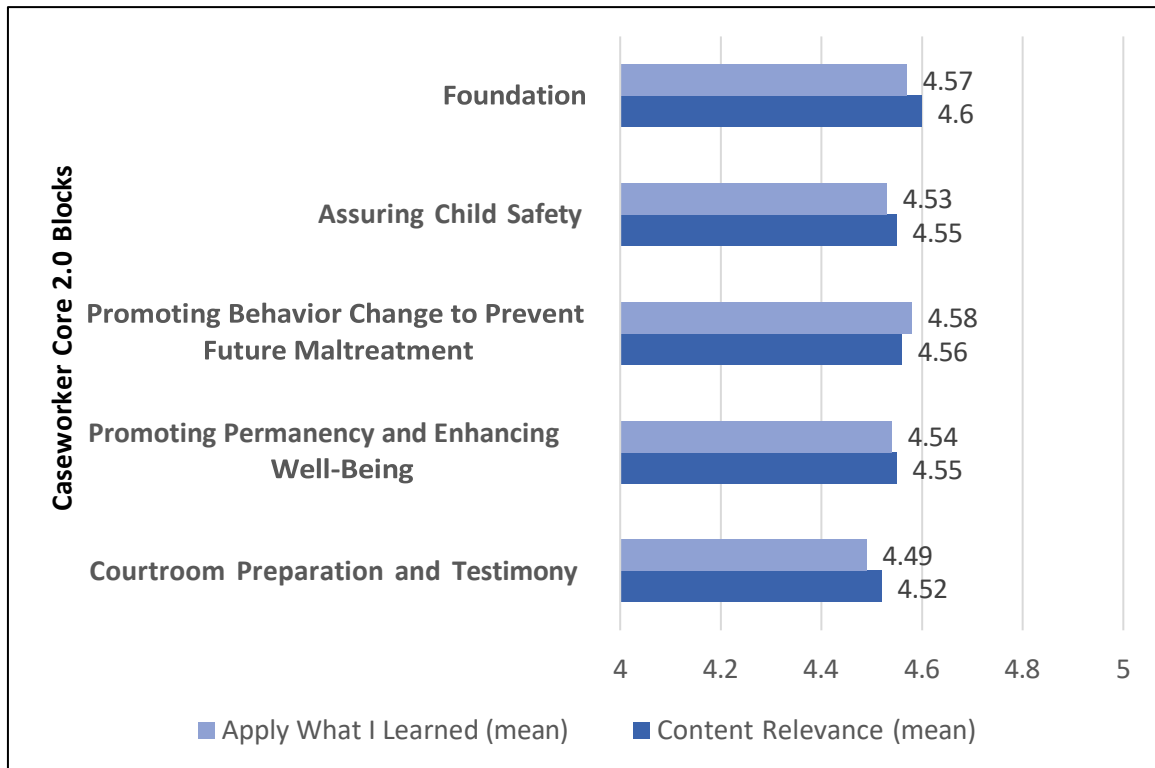 Caseworker Core 2.0 Blocks
Foundation
4.57
4.6
Assuring Child Safety
4.53
4.55
Promoting Behavior Change to Prevent
Future Maltreatment
4.58
4.56
Promoting Permanency and Enhancing
Well-Being
4.54
4.55
Courtroom Preparation and Testimony
4.49
4.52
4 4.2 4.4 4.6 4.8 5
Apply What I Learned (mean) Content Relevance (mean)